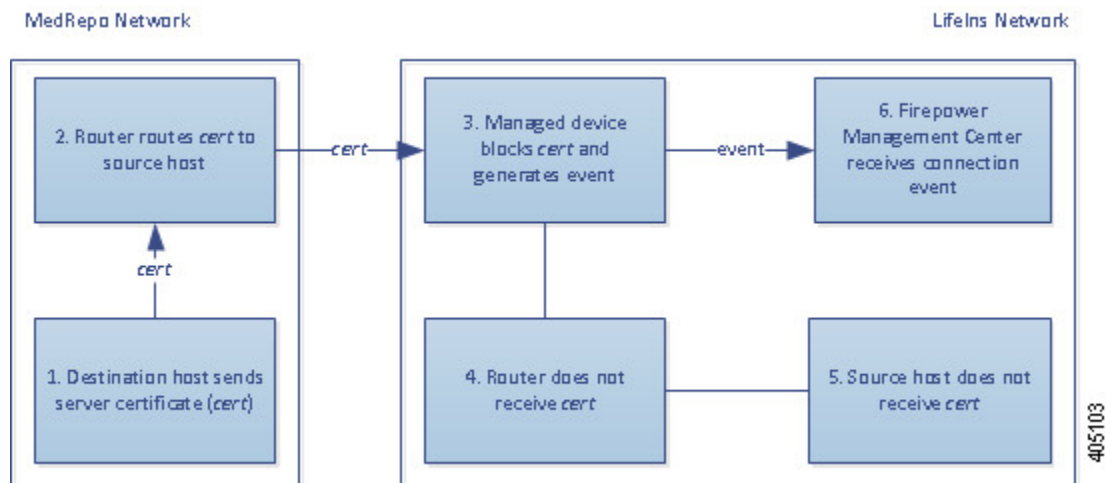 MedRepo Network
LifeIns Network
2. Router routes cert to
source host
cert
3. Managed device
blocks cert and
generates event
event
6. Firepower
Management Center
receives connection
event
cert
1. Destination host sends
server certificate (cert)
4. Router does not
receive cert
5. Source host does not
receive cert
405103